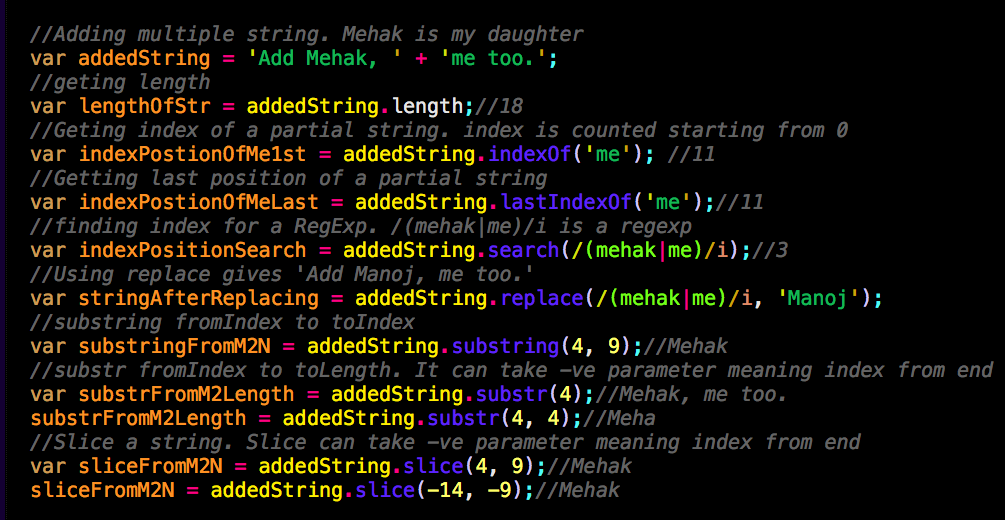 //Adding multiple string. Mehak is my daughter
var addedString = 'Add Mehak, ' + 'me too.';
//geting length
var lengthOfStr = addedString.length;//18
//Geting index of a partial string. index is counted starting from 0
var indexPostionOfMe1st = addedString.indexOf('me'); //11
//Getting last position of a partial string
var indexPostionOfMeLast = addedString.lastIndexOf('me');//11
//finding index for a RegExp. /(mehak|me)/i is a regexp
var indexPositionSearch = addedString.search(/(mehak|me)/i);//3
//Using replace gives 'Add Manoj, me too.'
var stringAfterReplacing = addedString.replace(/(mehak|me)/i, 'Manoj');
//substring fromIndex to toIndex
var substringFromM2N = addedString.substring(4, 9);//Mehak
//substr fromIndex to toLength. It can take -ve parameter meaning index from end
var substrFromM2Length = addedString.substr(4);//Mehak, me too.
substrFromM2Length = addedString.substr(4, 4);//Meha
//Slice a string. Slice can take -ve parameter meaning index from end
var sliceFromM2N = addedString.slice(4, 9);//Mehak
sliceFromM2N = addedString.slice(-14, -9);//Mehak